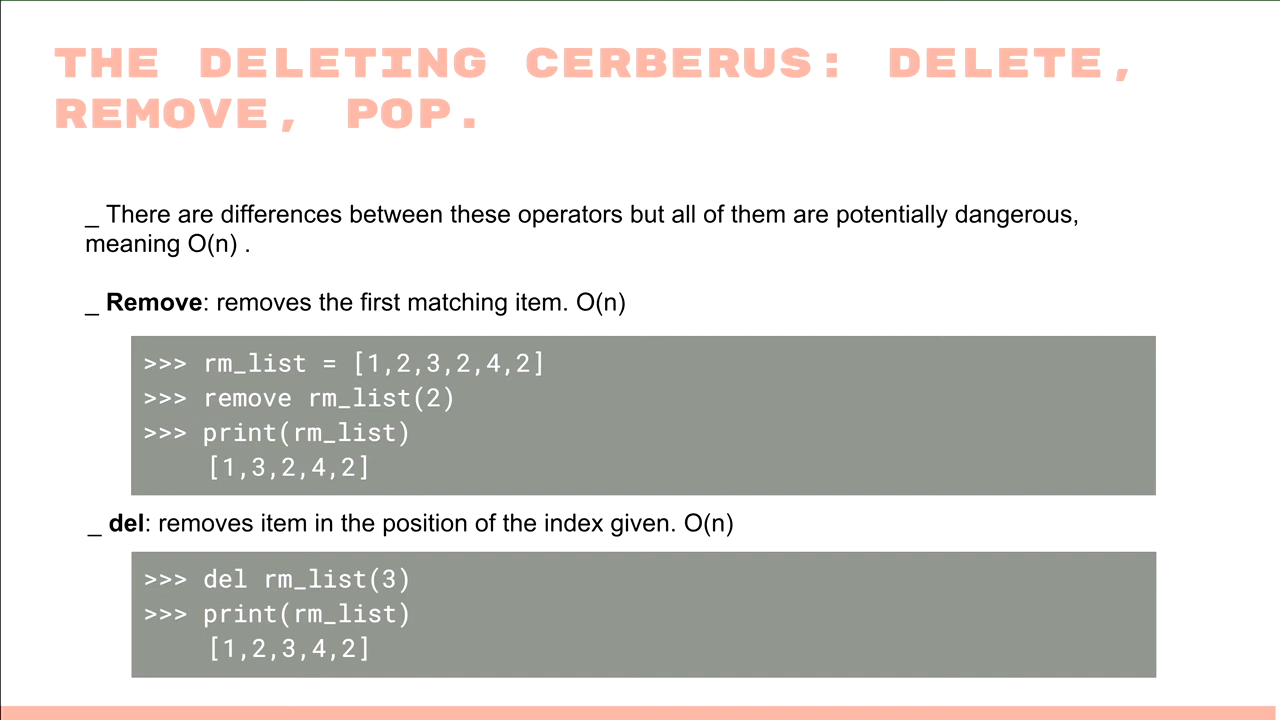 THE DELETING CERBERUS: DELETE,
REMOVE, POP.
_ There are differences between these operators but all of them are potentially dangerous,
meaning O(n) .
_ Remove: removes the first matching item. O(n)
>>> rm_list = [1,2,3,2,4,2]
>>> remove rm_list(2)
>>> print(rm_list)
[1,3,2,4,2]
_ del: removes item in the position of the index given. O(n)
>>> del rm_list(3)
>>> print(rm_list)
[1,2,3,4,2]